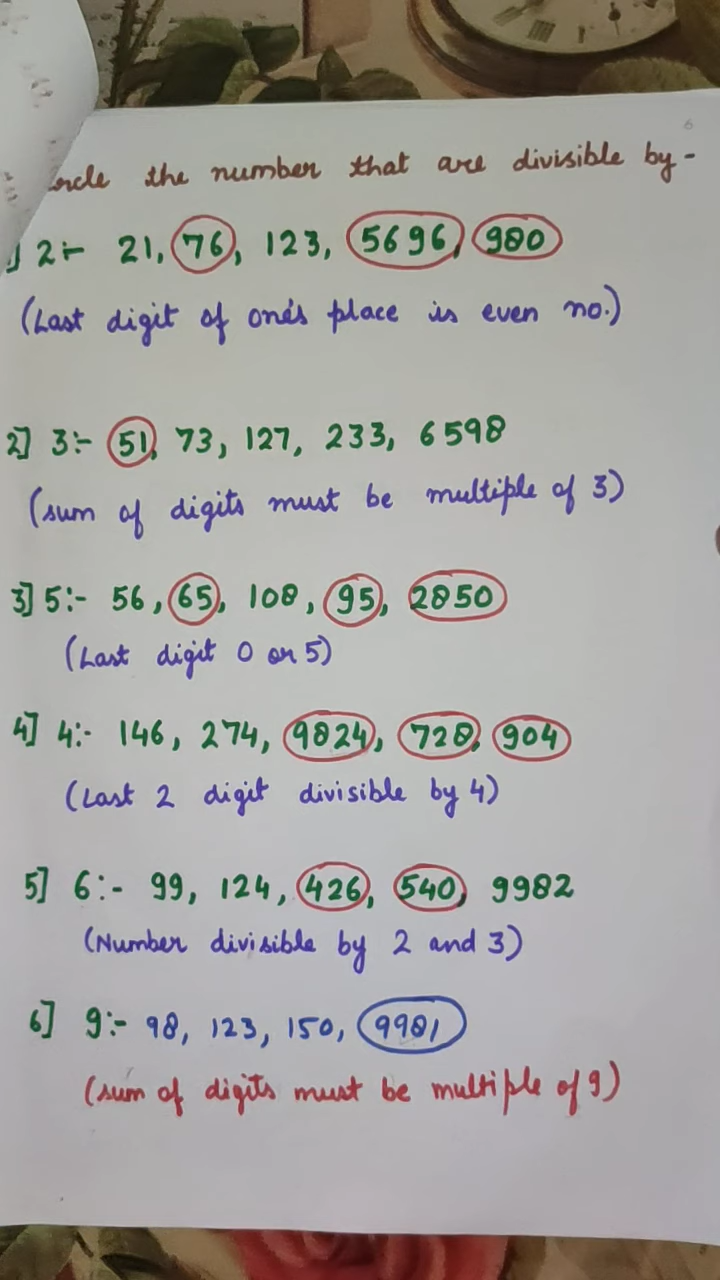 ircle the number that are divisible by-
1] 2:- 21, 76, 123, 5696, 980
(Last digit of one's place is even no.)
2] 3:- 51, 73, 127, 233, 6598
(sum of digits must be multiple of 3)
3] 5:- 56, 65, 108, 95, 2850
(Last digit 0 or 5)
4] 4:- 146, 274, 9824, 728, 904
(Last 2 digit divisible by 4)
5] 6:- 99, 124, 426, 540, 9982
(Number divisible by 2 and 3)
6] 9:- 98, 123, 150, 9981
(sum of digits must be multiple of 9)